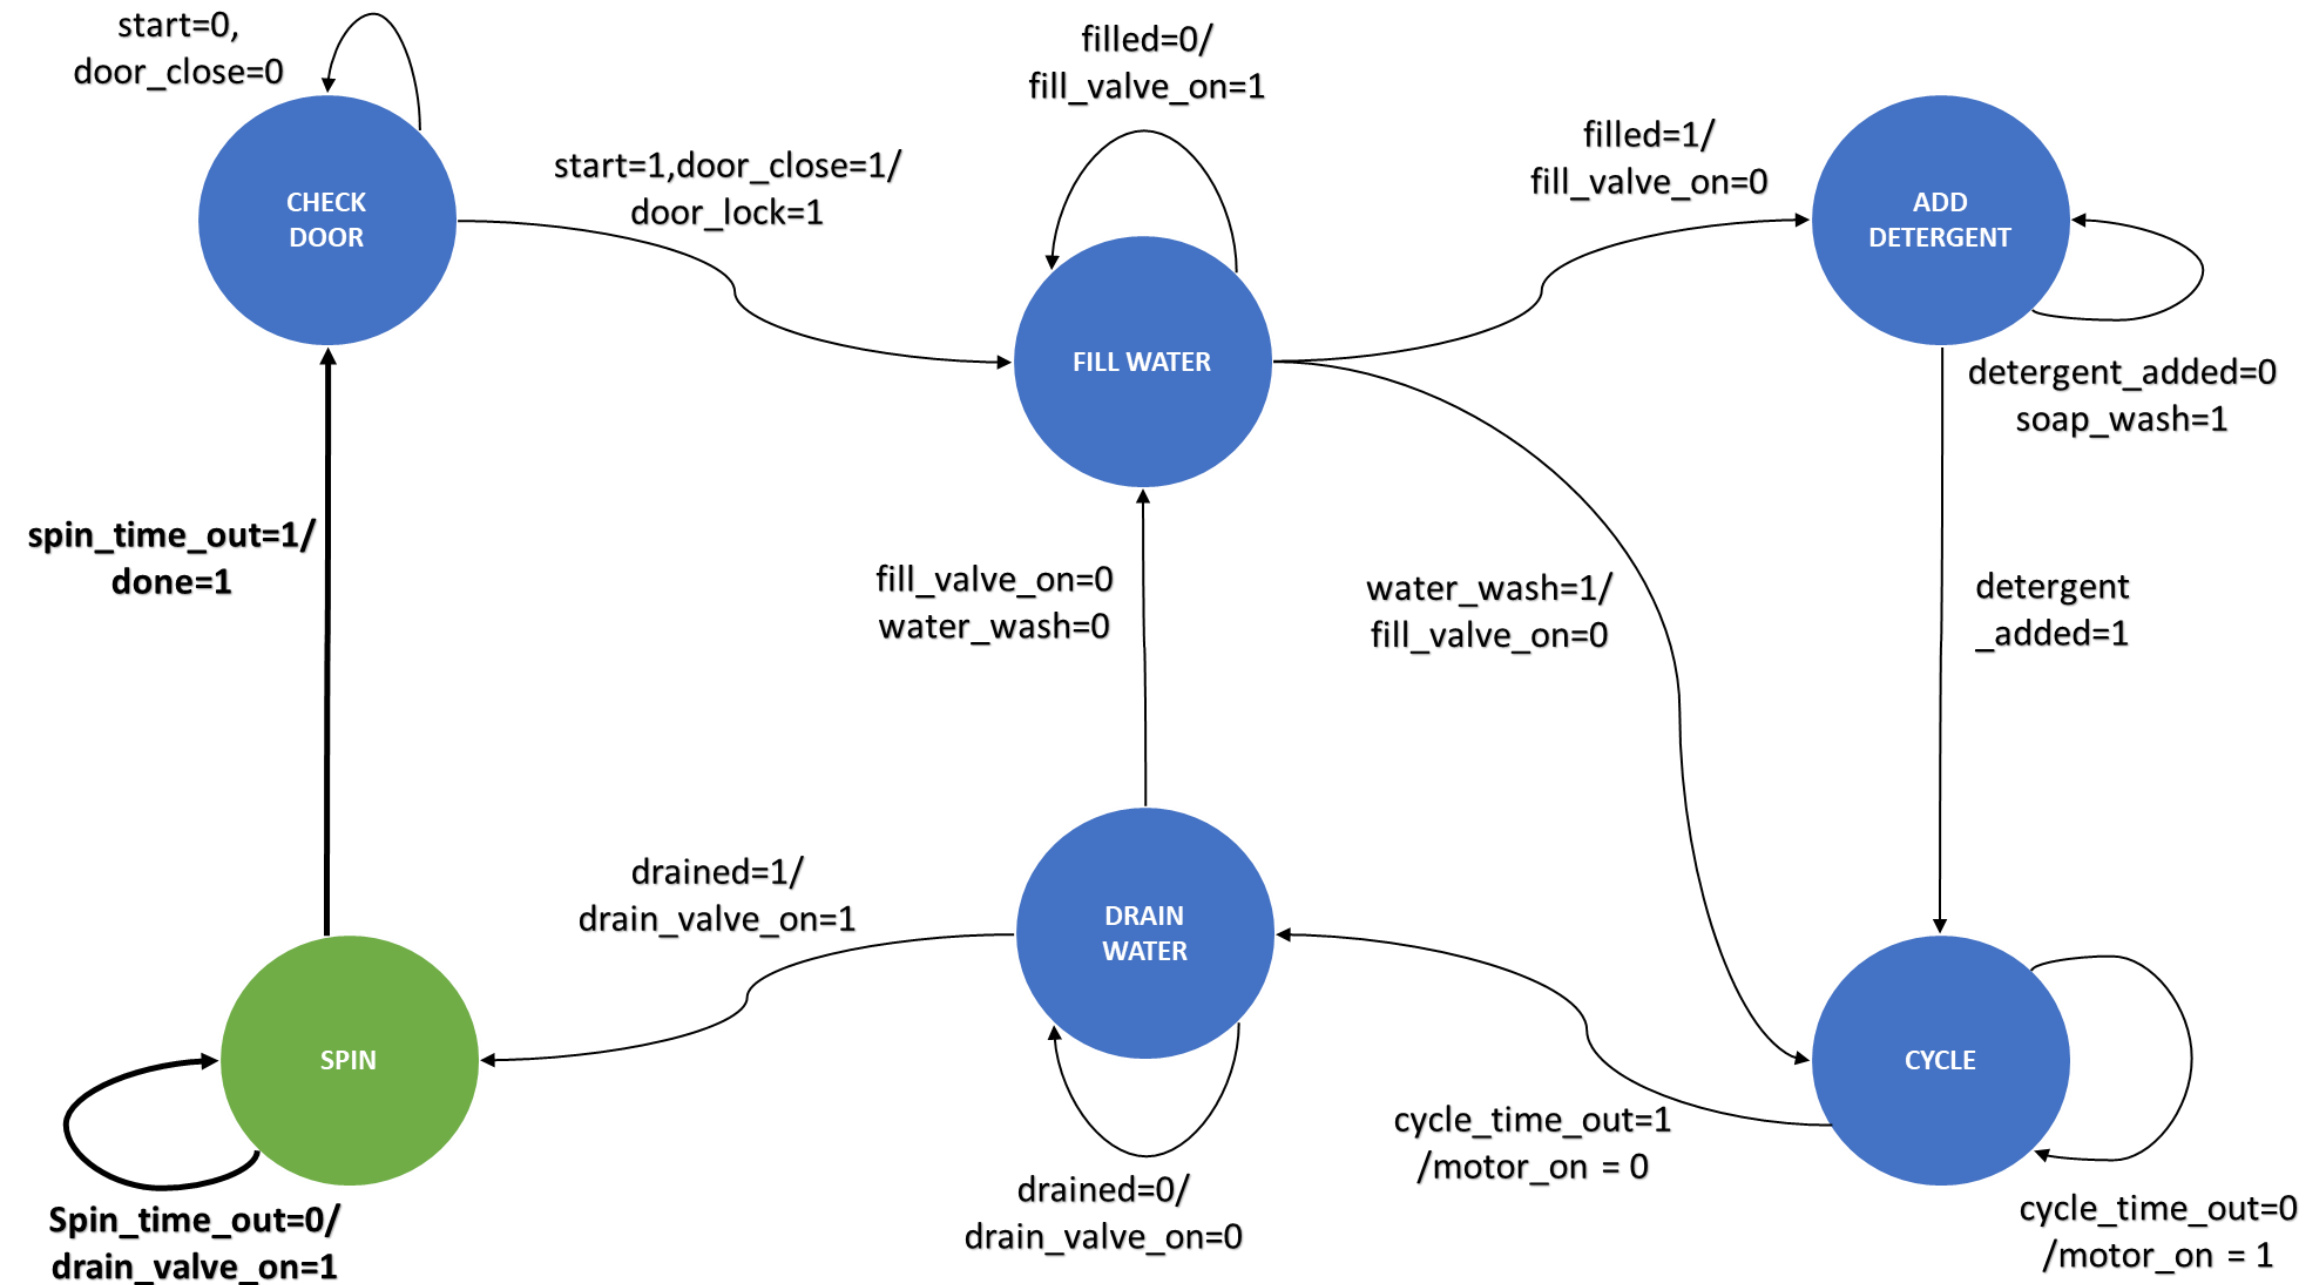 start=0,
door_close=0
filled=0/
fill_valve_on=1
filled=1/
fill_valve_on=0
start=1,door_close=1/
door_lock=1
CHECK
DOOR
ADD
DETERGENT
FILL WATER
detergent_added=0
soap_wash=1
spin_time_out=1/
done=1
fill_valve_on=0
water_wash=0
water_wash=1/
fill_valve_on=0
detergent
_added=1
drained=1/
drain_valve_on=1
DRAIN
WATER
SPIN
CYCLE
cycle_time_out=1
/motor_on = 0
drained=0/
drain_valve_on=0
Spin_time_out=0/
drain_valve_on=1
cycle_time_out=0
/motor_on = 1